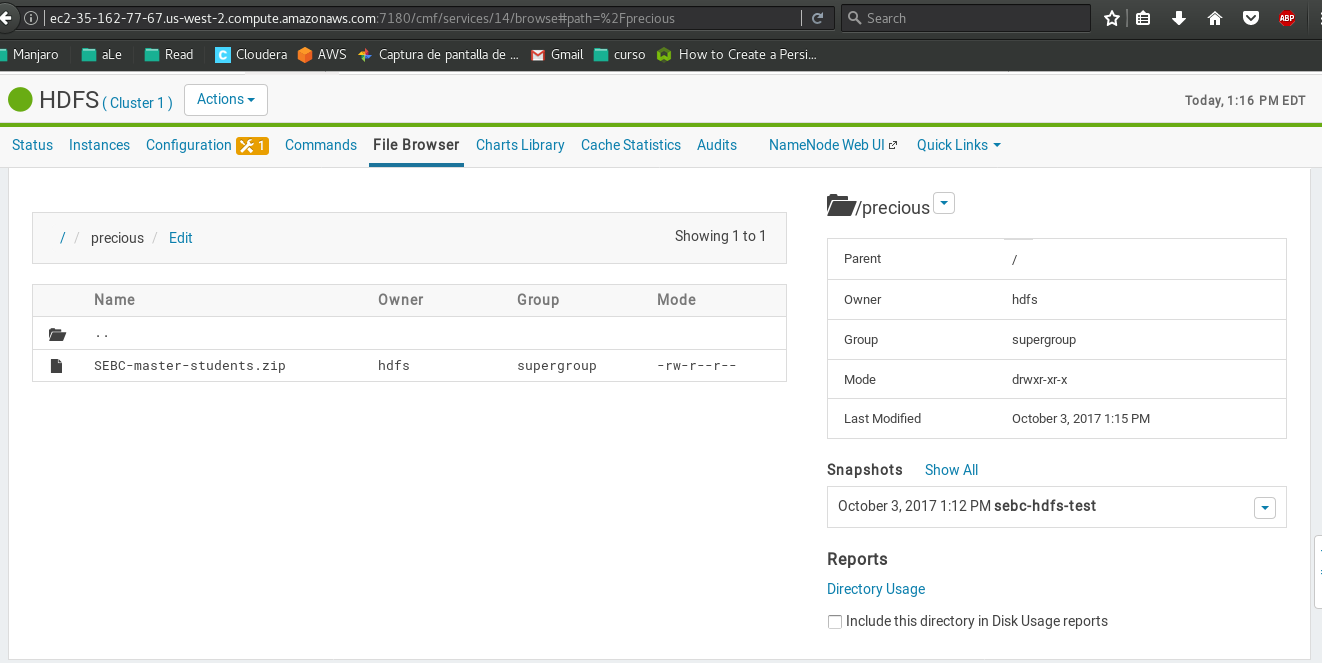 ec2-35-162-77-67.us-west-2.compute.amazonaws.com:7180/cmf/services/14/browse#path=%2Fprecious Search ABP
Manjaro aLe Read C Cloudera AWS Captura de pantalla de ... Gmail curso How to Create a Persi...
HDFS ( Cluster 1 ) Actions Today, 1:16 PM EDT
Status Instances Configuration 1 Commands File Browser Charts Library Cache Statistics Audits NameNode Web UI Quick Links
/ / precious / Edit Showing 1 to 1
Name Owner Group Mode
..
SEBC-master-students.zip hdfs supergroup -rw-r--r--
/precious
Parent /
Owner hdfs
Group supergroup
Mode drwxr-xr-x
Last Modified October 3, 2017 1:15 PM
Snapshots Show All
October 3, 2017 1:12 PM sebc-hdfs-test
Reports
Directory Usage
Include this directory in Disk Usage reports